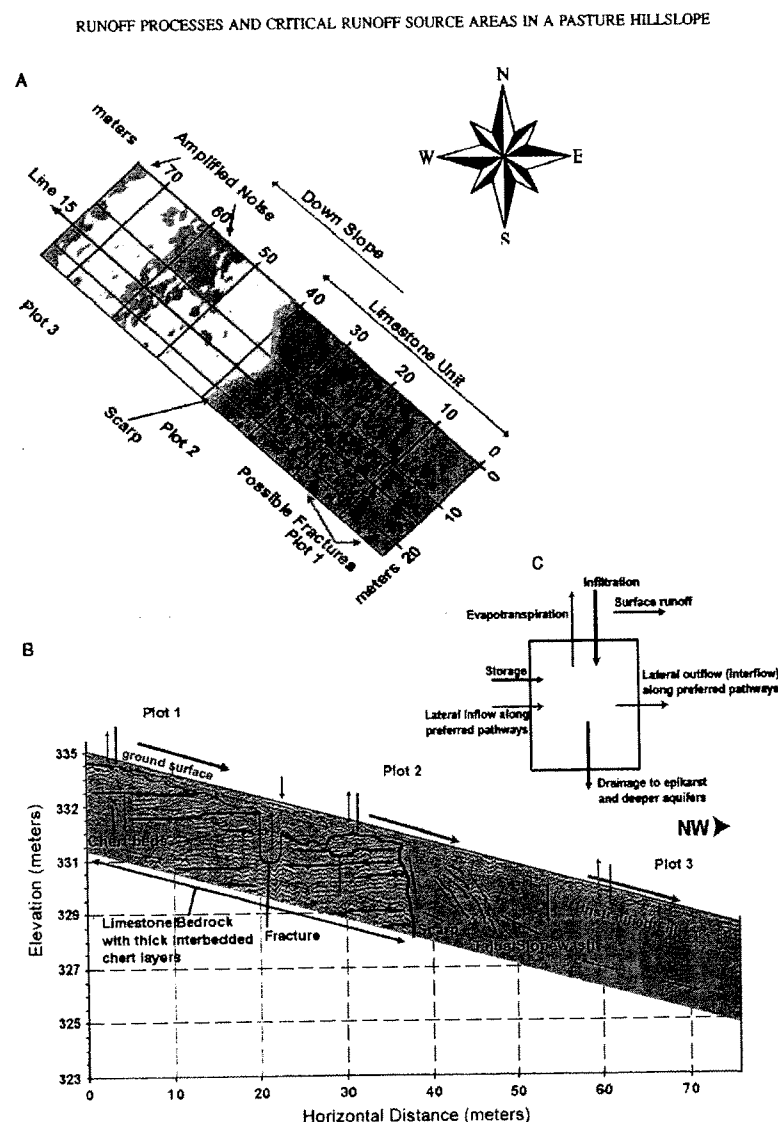 RUNOFF PROCESSES AND CRITICAL RUNOFF SOURCE AREAS IN A PASTURE HILLSLOPE
A
N
W
E
S
meters
Amplified Noise
Line 15
70
60
50
40
30
20
10
0
0
10
20
meters
Down Slope
Limestone Unit
Plot 3
Scarp
Plot 2
Possible Fractures
Plot 1
C
Infiltration
Evapotranspiration
Surface runoff
Storage
Lateral outflow (interflow)
along preferred pathways
Lateral inflow along
preferred pathways
Drainage to epikarst
and deeper aquifers
B
NW
Plot 1
ground surface
Plot 2
Plot 3
Elevation (meters)
335
332
331
329
327
325
323
Limestone Bedrock
with thick interbedded
chert layers
Fracture
0
10
20
30
40
50
60
70
Horizontal Distance (meters)